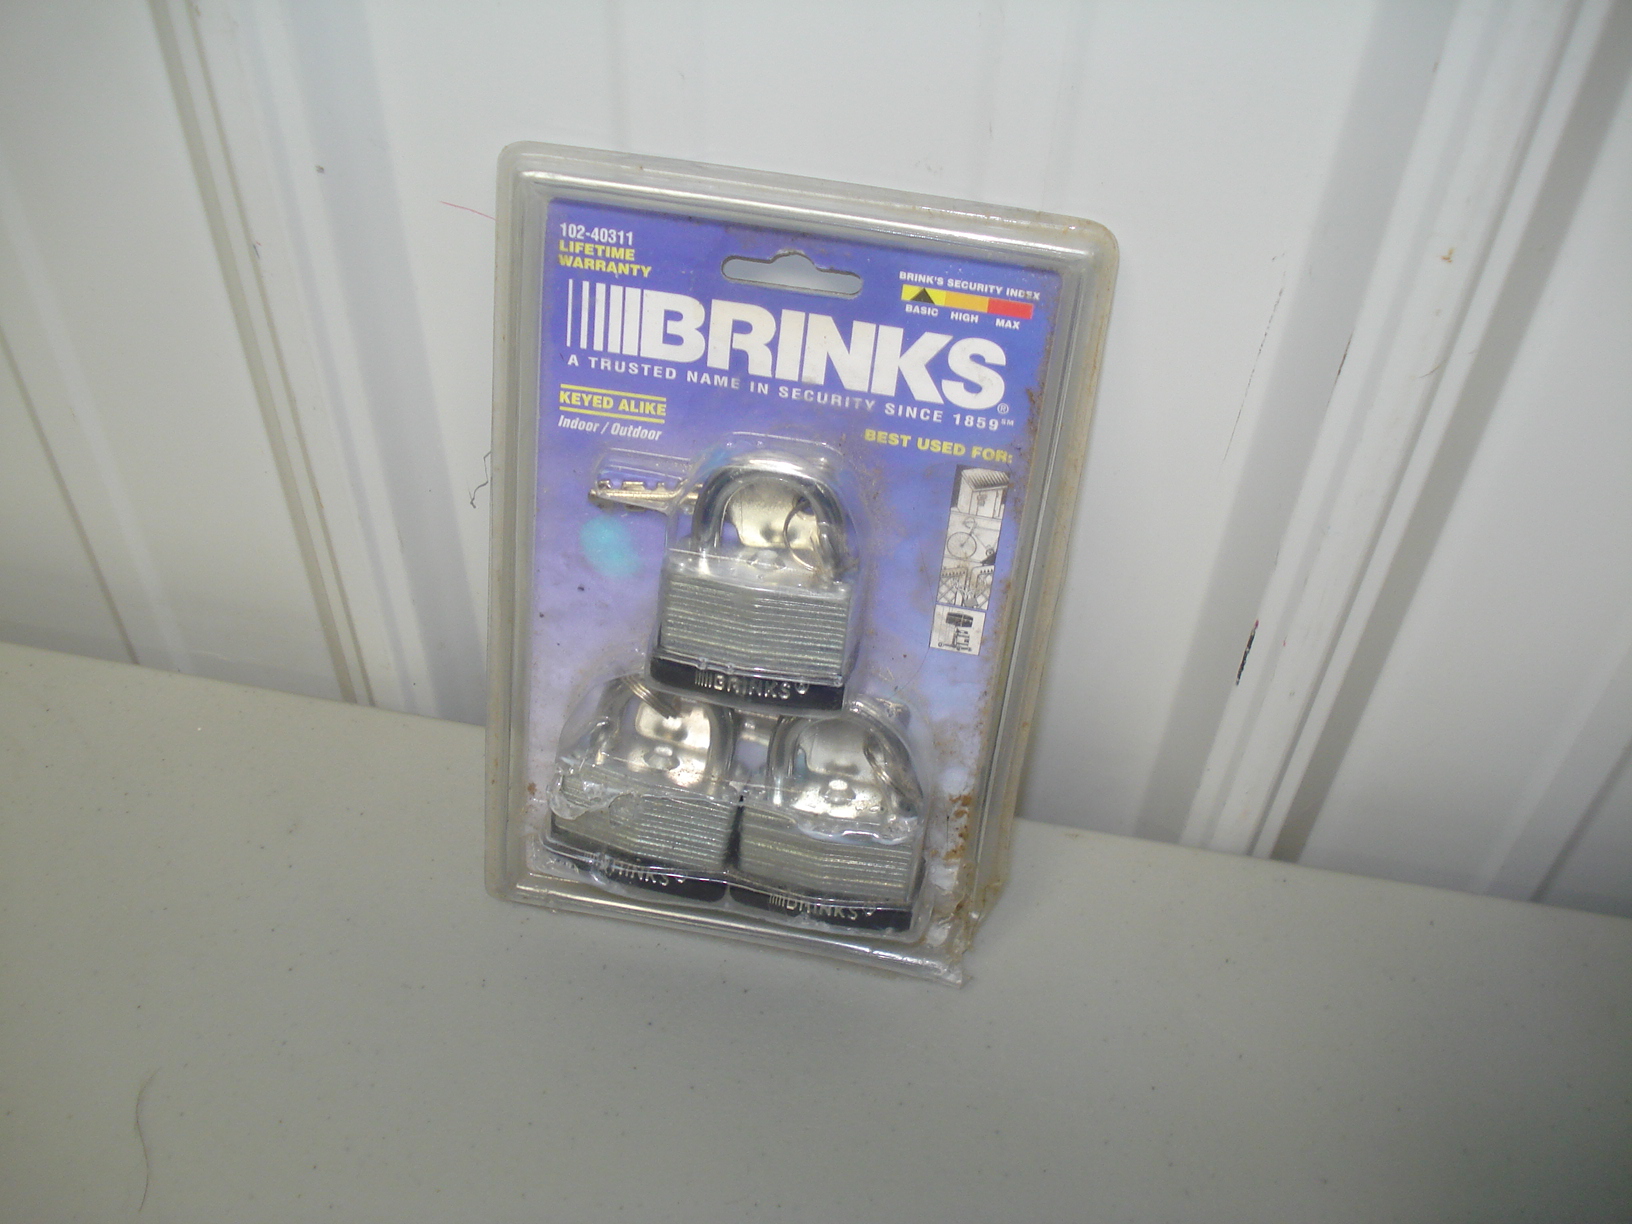 102-40311
LIFETIME
WARRANTY
BRINK'S SECURITY INDEX
BASIC HIGH MAX
BRINKS®
A TRUSTED NAME IN SECURITY SINCE 1859℠
KEYED ALIKE
Indoor / Outdoor
BEST USED FOR:
BRINKS
BRINKS
BRINKS